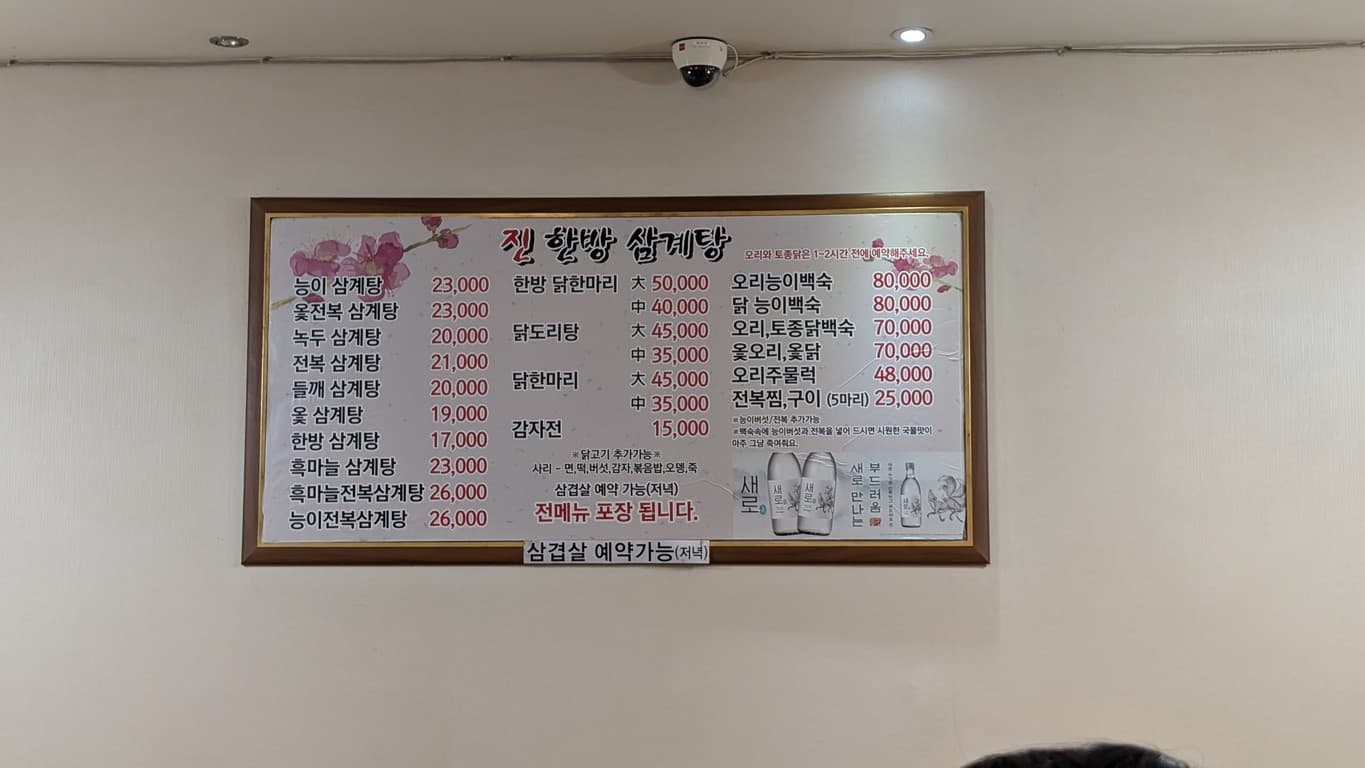 진 한방 삼계탕
오리와 토종닭은 1~2시간 전에 예약해주세요.
능이 삼계탕 23,000
옻전복 삼계탕 23,000
녹두 삼계탕 20,000
전복 삼계탕 21,000
들깨 삼계탕 20,000
옻 삼계탕 19,000
한방 삼계탕 17,000
흑마늘 삼계탕 23,000
흑마늘전복삼계탕 26,000
능이전복삼계탕 26,000
한방 닭한마리 大 50,000
中 40,000
닭도리탕 大 45,000
中 35,000
닭한마리 大 45,000
中 35,000
감자전 15,000
※닭고기 추가가능※
사리 - 면,떡,버섯,감자,볶음밥,오뎅,죽
삼겹살 예약 가능(저녁)
전메뉴 포장 됩니다.
오리능이백숙 80,000
닭 능이백숙 80,000
오리,토종닭백숙 70,000
옻오리,옻닭 70,000
오리주물럭 48,000
전복찜,구이 (5마리) 25,000
※능이버섯/전복 추가가능
※백숙속에 능이버섯과 전복을 넣어 드시면 시원한 국물맛이
아주 그냥 죽여줘요.
새로
새로
새로
부드러움
새로 만나는
삼겹살 예약가능(저녁)